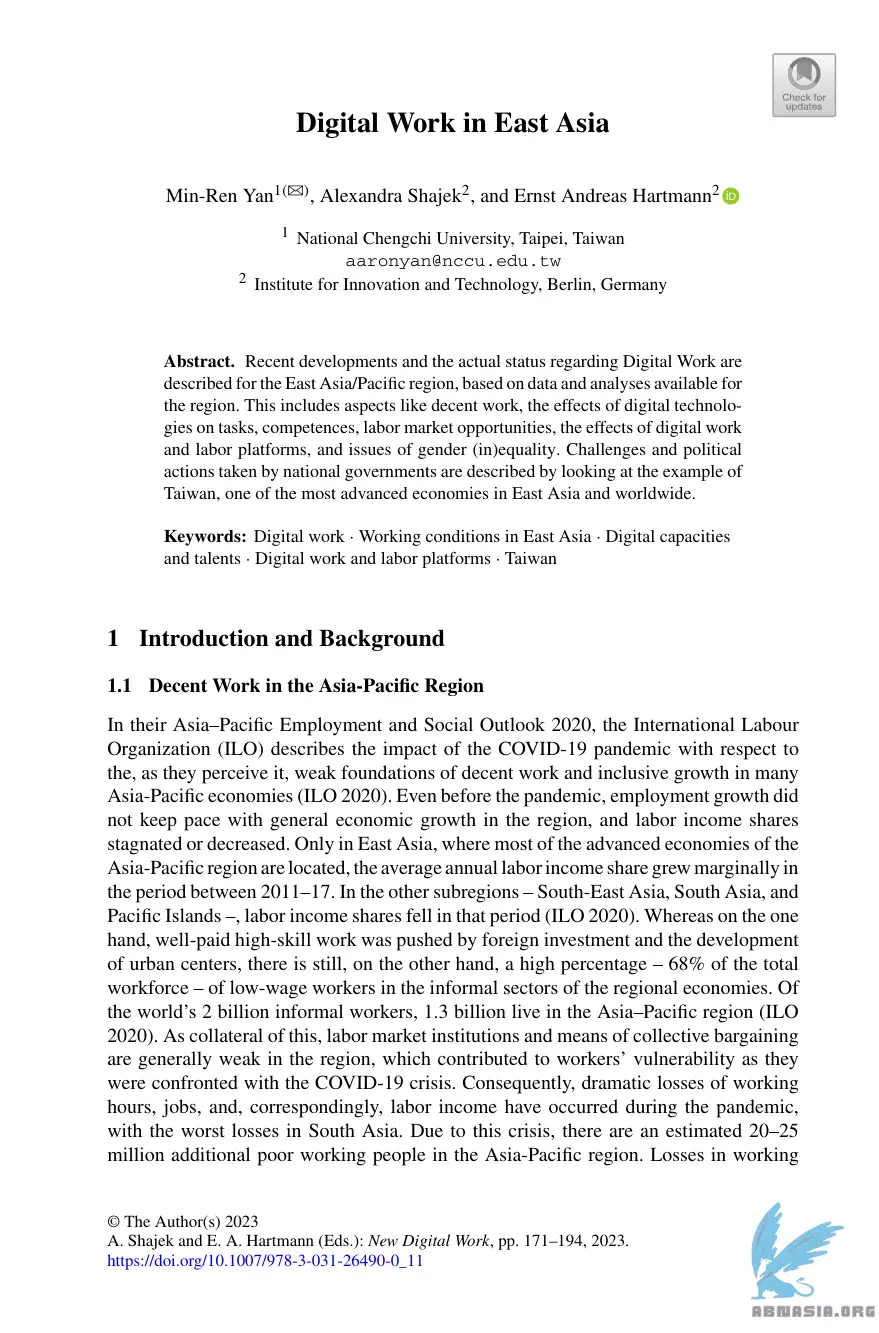 Check for
updates
Digital Work in East Asia
Min-Ren Yan1(✉), Alexandra Shajek2, and Ernst Andreas Hartmann2 iD
1 National Chengchi University, Taipei, Taiwan
aaronyan@nccu.edu.tw
2 Institute for Innovation and Technology, Berlin, Germany
Abstract. Recent developments and the actual status regarding Digital Work are
described for the East Asia/Pacific region, based on data and analyses available for
the region. This includes aspects like decent work, the effects of digital technolo-
gies on tasks, competences, labor market opportunities, the effects of digital work
and labor platforms, and issues of gender (in)equality. Challenges and political
actions taken by national governments are described by looking at the example of
Taiwan, one of the most advanced economies in East Asia and worldwide.
Keywords: Digital work · Working conditions in East Asia · Digital capacities
and talents · Digital work and labor platforms · Taiwan
1 Introduction and Background
1.1 Decent Work in the Asia-Pacific Region
In their Asia–Pacific Employment and Social Outlook 2020, the International Labour
Organization (ILO) describes the impact of the COVID-19 pandemic with respect to
the, as they perceive it, weak foundations of decent work and inclusive growth in many
Asia-Pacific economies (ILO 2020). Even before the pandemic, employment growth did
not keep pace with general economic growth in the region, and labor income shares
stagnated or decreased. Only in East Asia, where most of the advanced economies of the
Asia-Pacific region are located, the average annual labor income share grew marginally in
the period between 2011–17. In the other subregions – South-East Asia, South Asia, and
Pacific Islands –, labor income shares fell in that period (ILO 2020). Whereas on the one
hand, well-paid high-skill work was pushed by foreign investment and the development
of urban centers, there is still, on the other hand, a high percentage – 68% of the total
workforce – of low-wage workers in the informal sectors of the regional economies. Of
the world's 2 billion informal workers, 1.3 billion live in the Asia–Pacific region (ILO
2020). As collateral of this, labor market institutions and means of collective bargaining
are generally weak in the region, which contributed to workers' vulnerability as they
were confronted with the COVID-19 crisis. Consequently, dramatic losses of working
hours, jobs, and, correspondingly, labor income have occurred during the pandemic,
with the worst losses in South Asia. Due to this crisis, there are an estimated 20–25
million additional poor working people in the Asia-Pacific region. Losses in working
© The Author(s) 2023
A. Shajek and E. A. Hartmann (Eds.): New Digital Work, pp. 171–194, 2023.
https://doi.org/10.1007/978-3-031-26490-0_11
ABNASIA.ORG